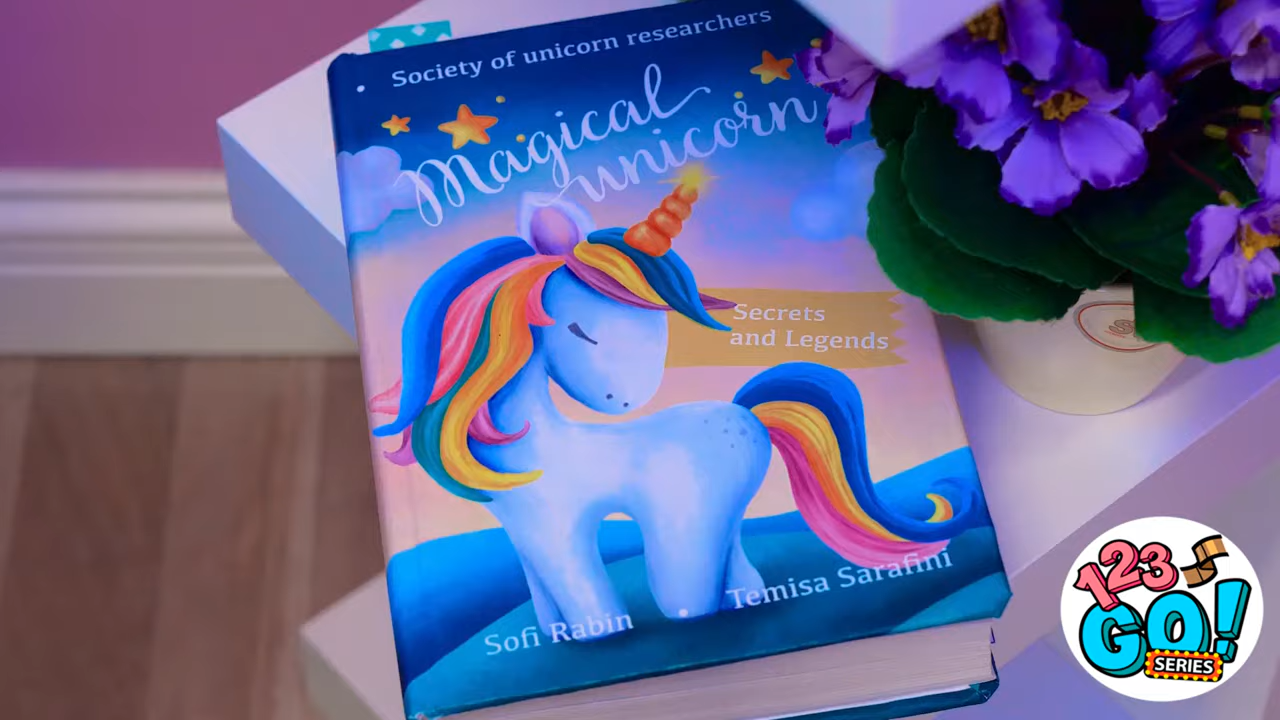 Society of unicorn researchers
Magical
unicorn
Secrets
and Legends
Sofi Rabin
Temisa Sarafini
123
GO!
SERIES